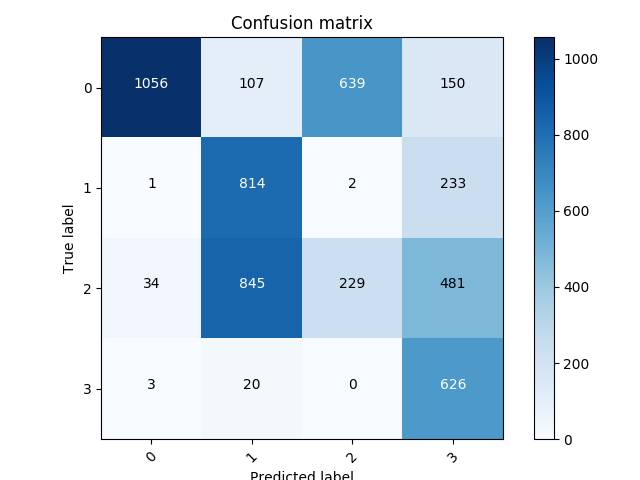 Confusion matrix
True label
0 1056 107 639 150
1 1 814 2 233
2 34 845 229 481
3 3 20 0 626
0 1 2 3
Predicted label
1000
800
600
400
200
0